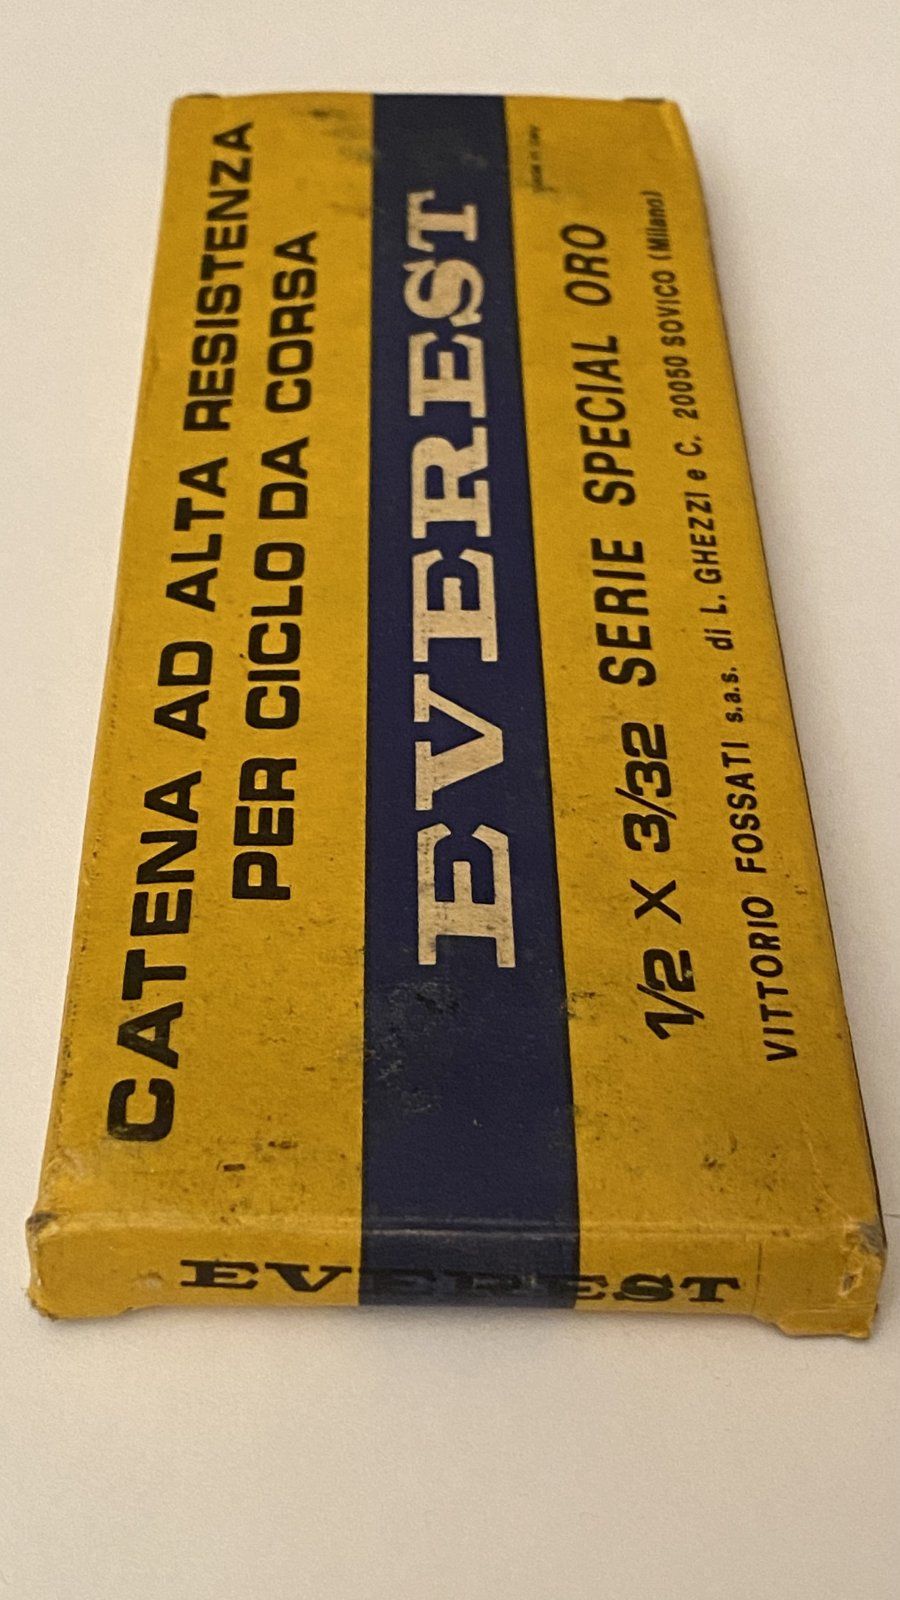 CATENA AD ALTA RESISTENZA
PER CICLO DA CORSA
EVEREST
1/2 X 3/32 SERIE SPECIAL ORO
VITTORIO FOSSATI s.a.s. di L. GHEZZI e C. 20050 SOVICO (Milano)
EVEREST